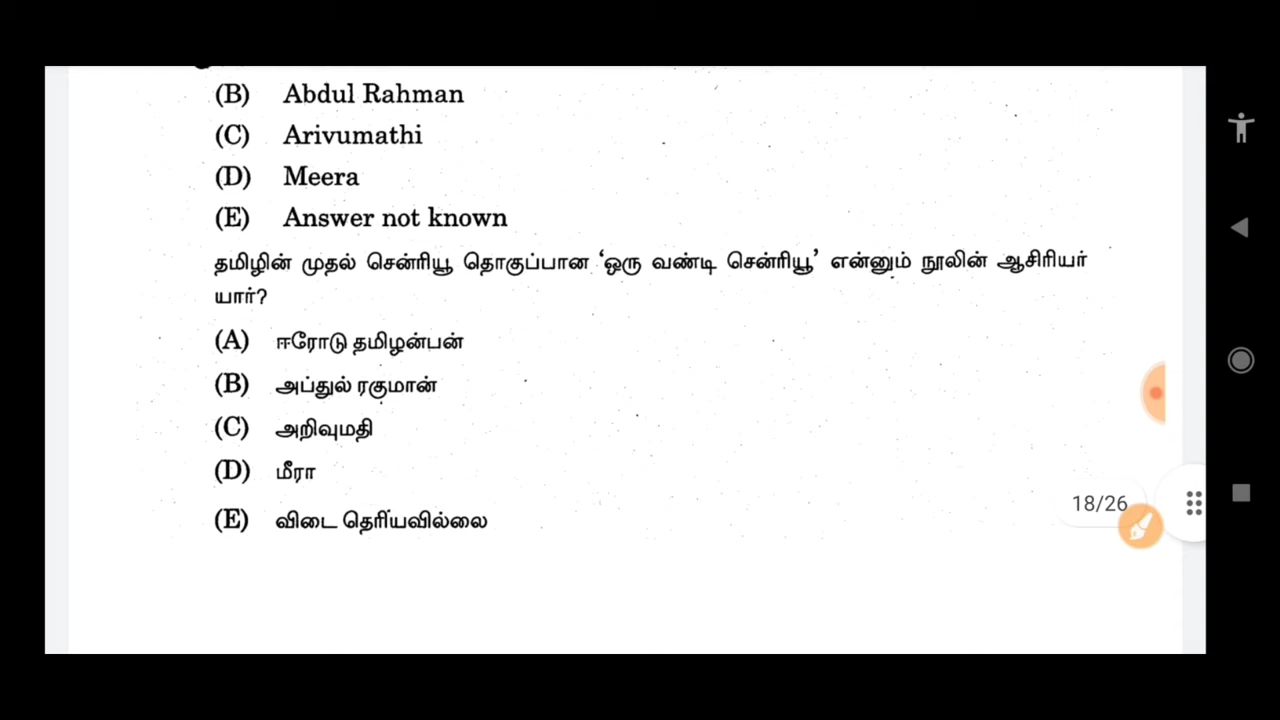 (B) Abdul Rahman
(C) Arivumathi
(D) Meera
(E) Answer not known
தமிழின் முதல் சென்ரியூ தொகுப்பான ‘ஒரு வண்டி சென்ரியூ’ என்னும் நூலின் ஆசிரியர்
யார்?
(A) ஈரோடு தமிழன்பன்
(B) அப்துல் ரகுமான்
(C) அறிவுமதி
(D) மீரா
(E) விடை தெரியவில்லை
18/26